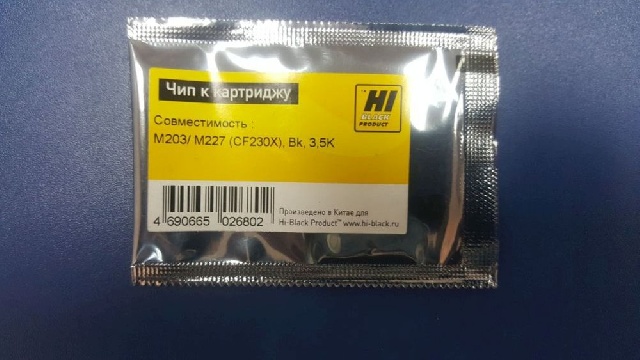 Чип к картриджу
HI
BLACK
PRODUCT
Совместимость :
M203/ M227 (CF230X), Bk, 3,5K
4 690665 026802
Произведено в Китае для
Hi-Black Product™ www.hi-black.ru